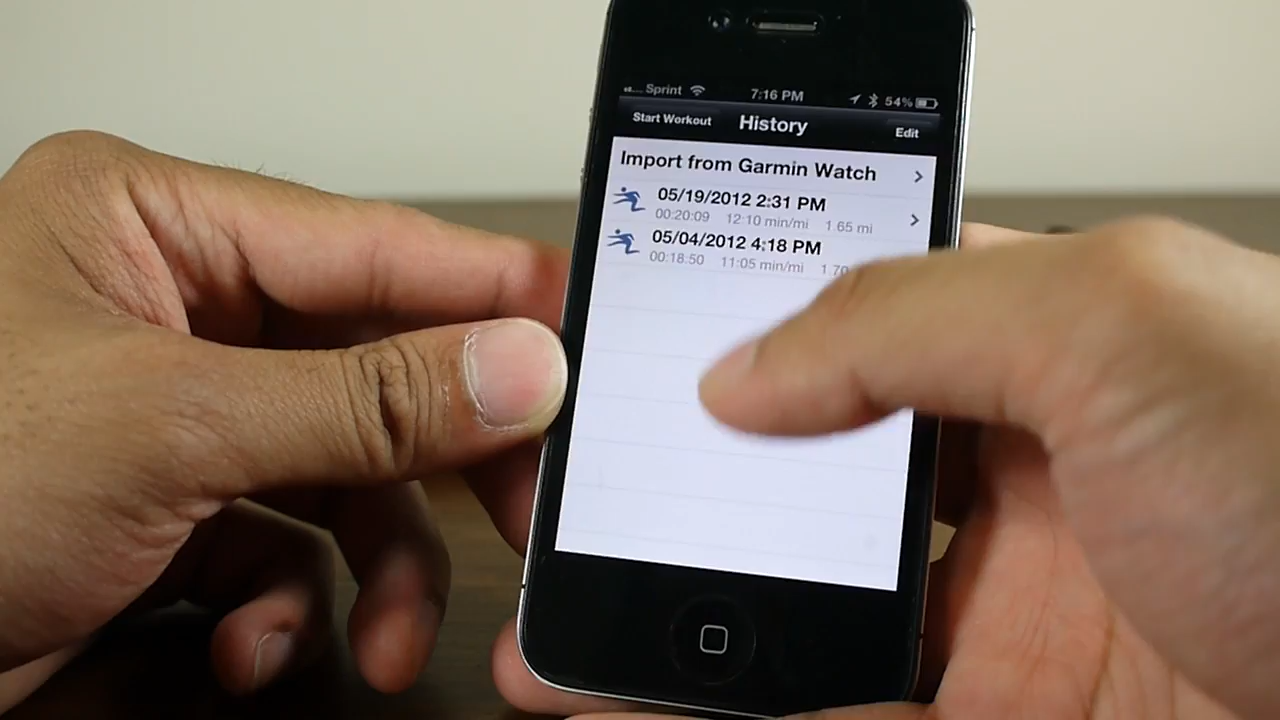 Sprint 7:16 PM 54%
Start Workout History Edit
Import from Garmin Watch
05/19/2012 2:31 PM
00:20:09 12:10 min/mi 1.65 mi
05/04/2012 4:18 PM
00:18:50 11:05 min/mi 1.70